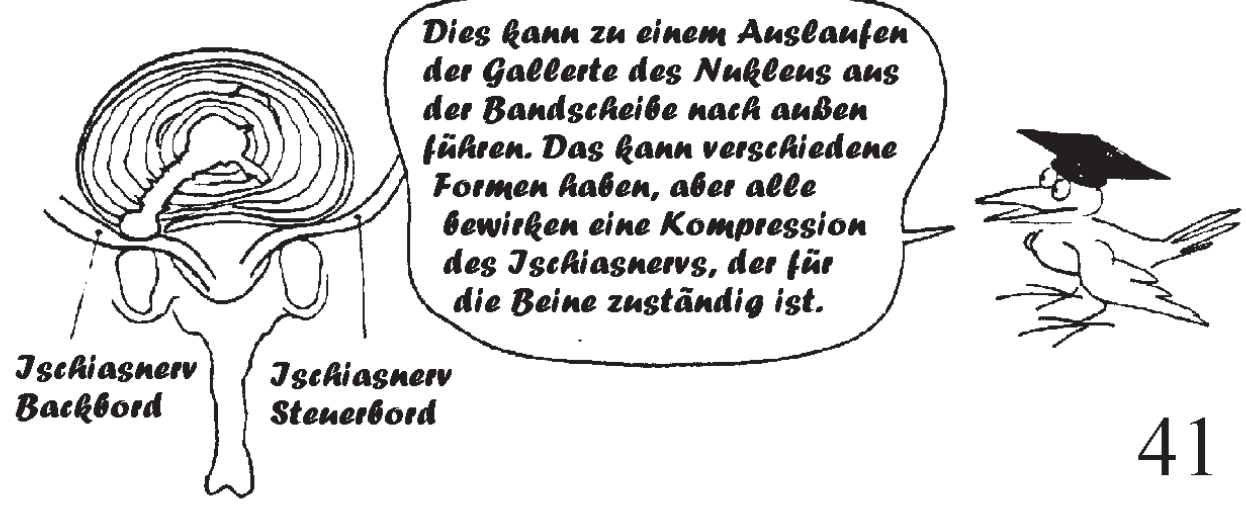 Dies kann zu einem Auslaufen
der Gallerte des Nukleus aus
der Bandscheibe nach außen
führen. Das kann verschiedene
Formen haben, aber alle
bewirken eine Kompression
des Ischiasnervs, der für
die Beine zuständig ist.
Ischiasnerv
Backbord
Ischiasnerv
Steuerbord
41